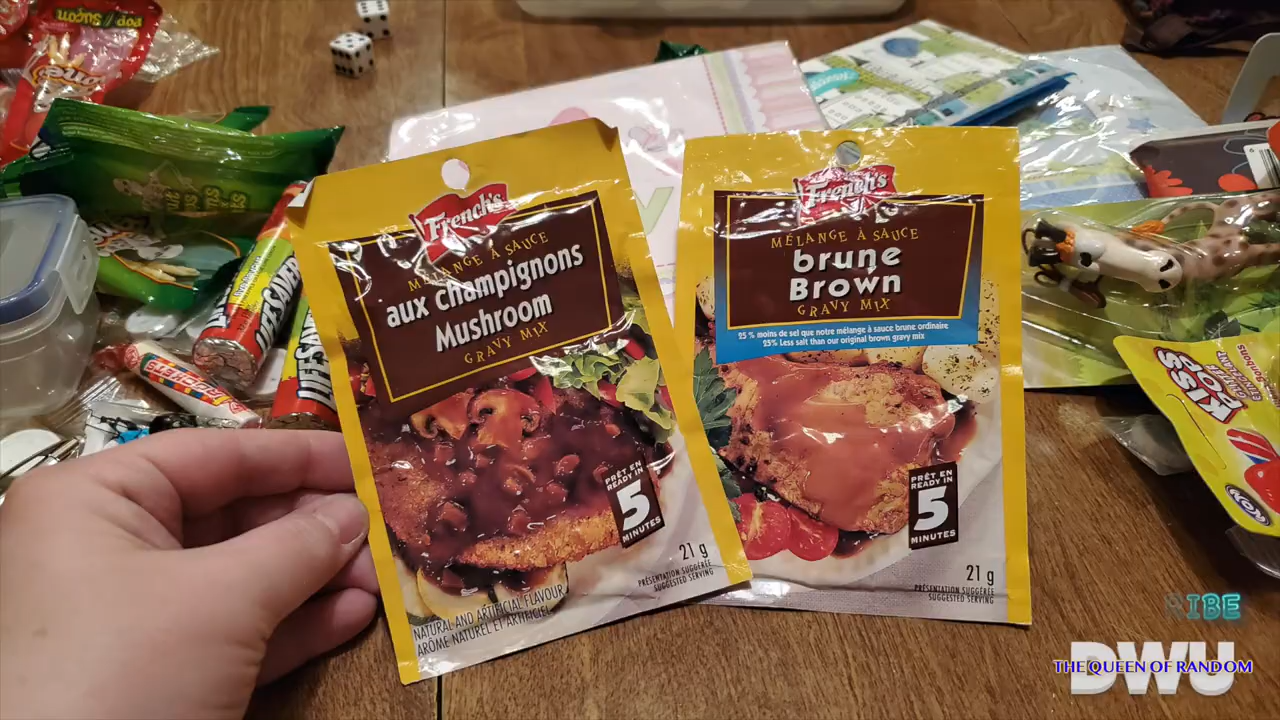 French's
MÉLANGE À SAUCE
aux champignons
Mushroom
GRAVY MIX
PRÊT EN
READY IN
5
MINUTES
21 g
PRÉSENTATION SUGGÉRÉE
SUGGESTED SERVING
NATURAL AND ARTIFICIAL FLAVOUR
ARÔME NATUREL ET ARTIFICIEL
French's
MÉLANGE À SAUCE
brune
Brown
GRAVY MIX
25 % moins de sel que notre mélange à sauce brune ordinaire
25% Less salt than our original brown gravy mix
PRÊT EN
READY IN
5
MINUTES
21 g
PRÉSENTATION SUGGÉRÉE
SUGGESTED SERVING
LIFESAVERS
KISS
POPS
DWU
THE QUEEN OF RANDOM